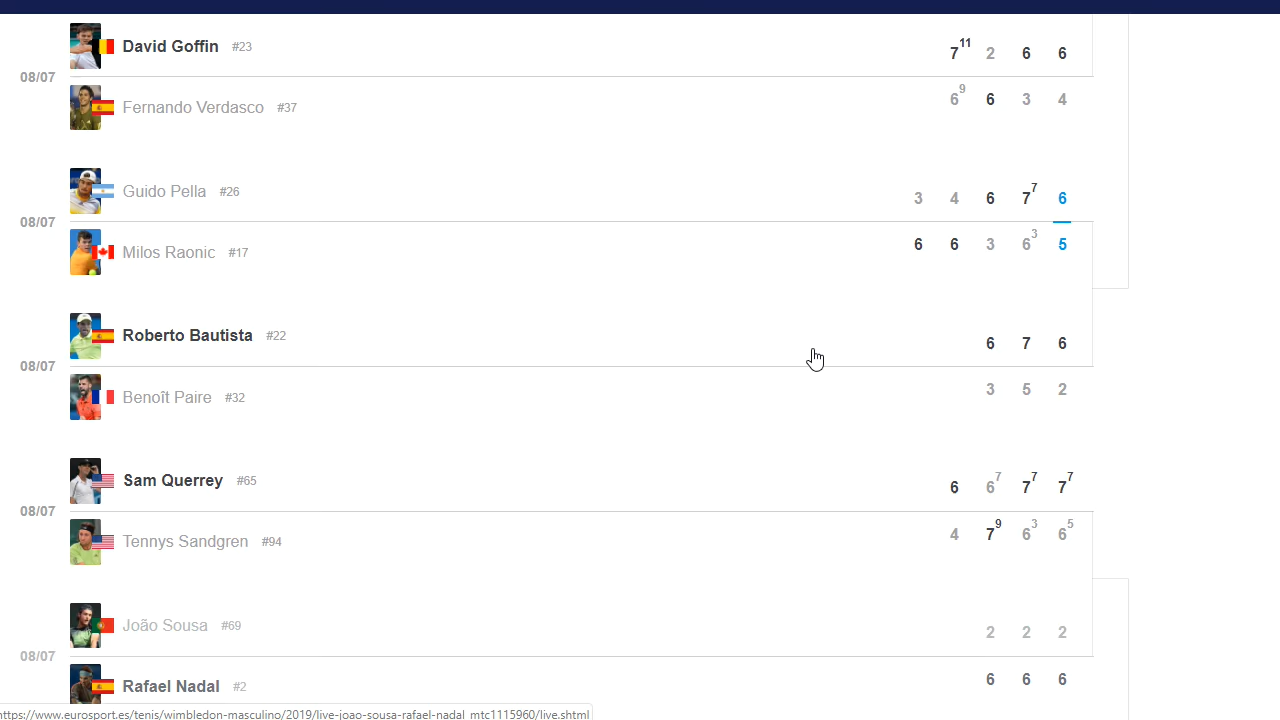 David Goffin #23 7 11 2 6 6
08/07
Fernando Verdasco #37 6 9 6 3 4
Guido Pella #26 3 4 6 7 7 6
08/07
Milos Raonic #17 6 6 3 6 3 5
Roberto Bautista #22 6 7 6
08/07
Benoît Paire #32 3 5 2
Sam Querrey #65 6 6 7 7 7 7 7
08/07
Tennys Sandgren #94 4 7 9 6 3 6 5
João Sousa #69 2 2 2
08/07
Rafael Nadal #2 6 6 6
https://www.eurosport.es/tenis/wimbledon-masculino/2019/live-joao-sousa-rafael-nadal_mtc1115960/live.shtml